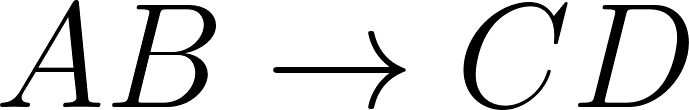 AB → CD